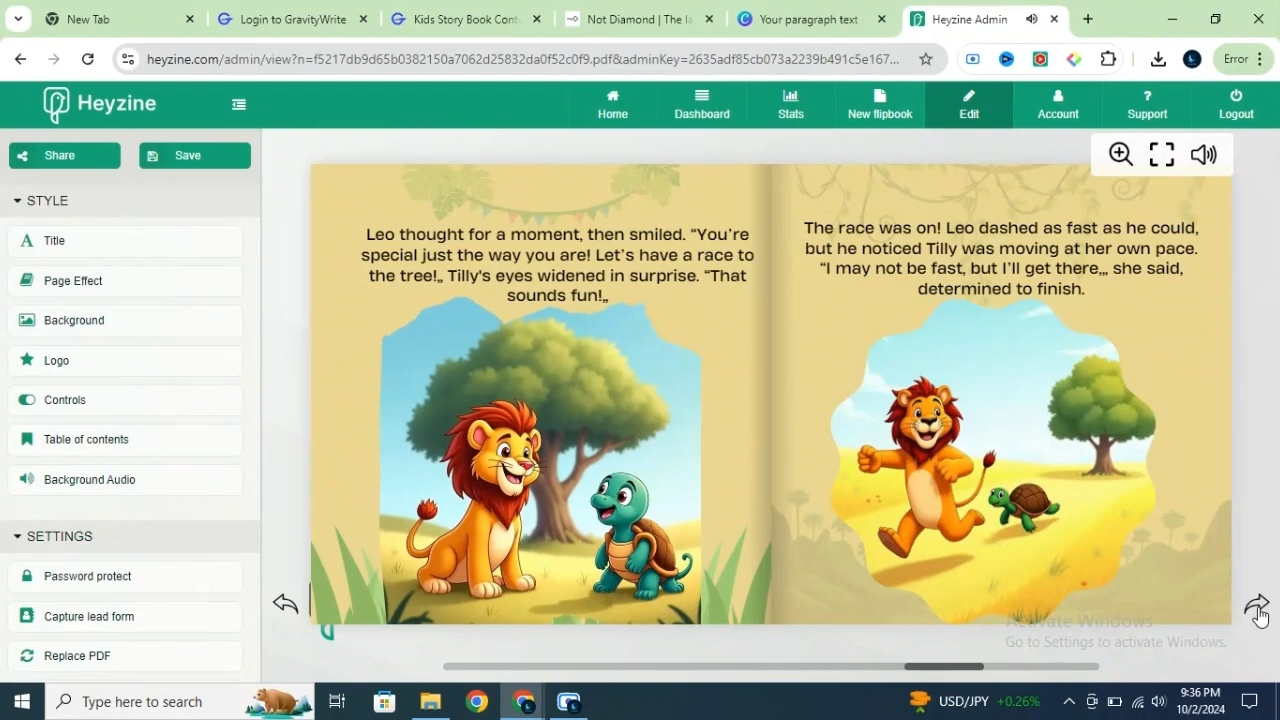 New Tab
Login to GravityWrite
Kids Story Book Cont
Not Diamond | The la
Your paragraph text
Heyzine Admin
heyzine.com/admin/view?n=f5217db9d65b0382150a7062d25832da0f52c0f9.pdf&adminKey=2635adf85cb073a2239b491c5e167...
Error
Heyzine
Home
Dashboard
Stats
New flipbook
Edit
Account
Support
Logout
Share
Save
STYLE
Title
Page Effect
Background
Logo
Controls
Table of contents
Background Audio
SETTINGS
Password protect
Capture lead form
Replace PDF
Leo thought for a moment, then smiled. “You’re
special just the way you are! Let’s have a race to
the tree!„ Tilly's eyes widened in surprise. “That
sounds fun!„
The race was on! Leo dashed as fast as he could,
but he noticed Tilly was moving at her own pace.
“I may not be fast, but I’ll get there,„ she said,
determined to finish.
Activate Windows
Go to Settings to activate Windows.
Type here to search
USD/JPY +0.26%
9:36 PM
10/2/2024